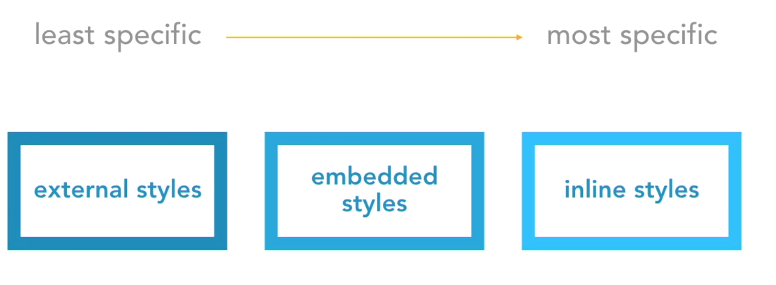 least specific
most specific
external styles
embedded
styles
inline styles